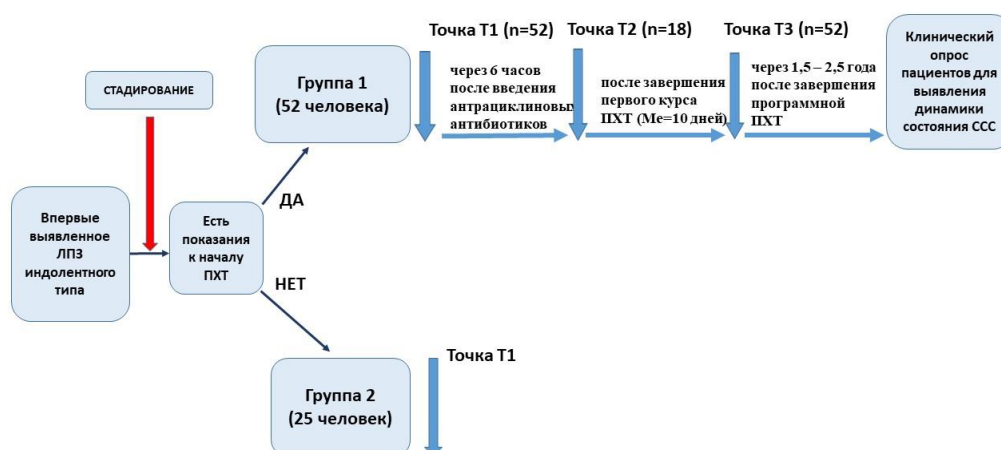 СТАДИРОВАНИЕ
Впервые
выявленное
ЛПЗ
индолентного
типа
Есть
показания
к началу
ПХТ
ДА
НЕТ
Группа 1
(52 человека)
Точка Т1 (n=52)
через 6 часов
после введения
антрациклиновых
антибиотиков
Точка Т2 (n=18)
после завершения
первого курса
ПХТ (Ме=10 дней)
Точка Т3 (n=52)
через 1,5 – 2,5 года
после завершения
программной
ПХТ
Клинический
опрос
пациентов для
выявления
динамики
состояния ССС
Группа 2
(25 человек)
Точка Т1